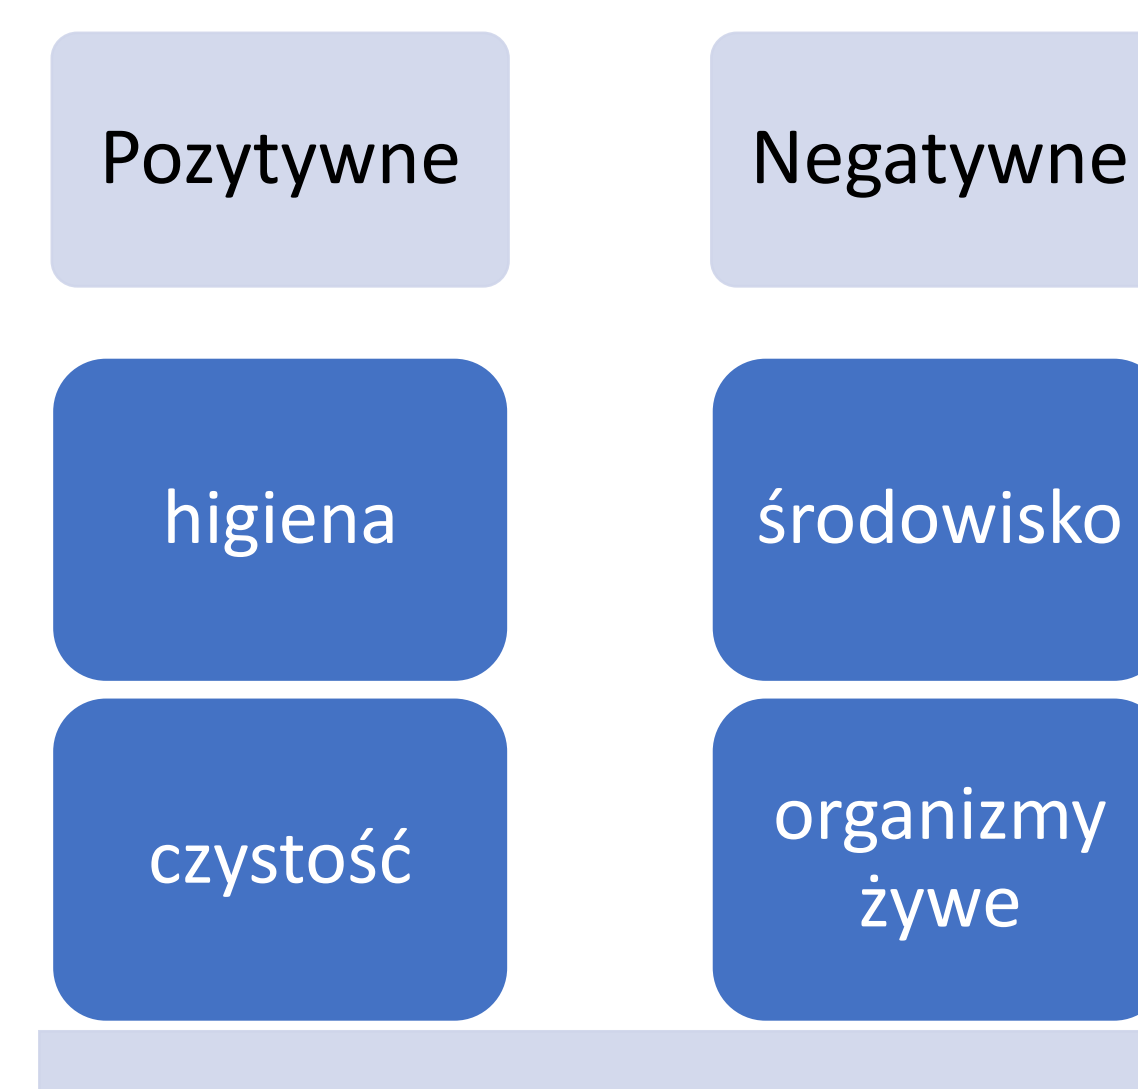 Pozytywne
Negatywne
higiena
środowisko
czystość
organizmy
żywe